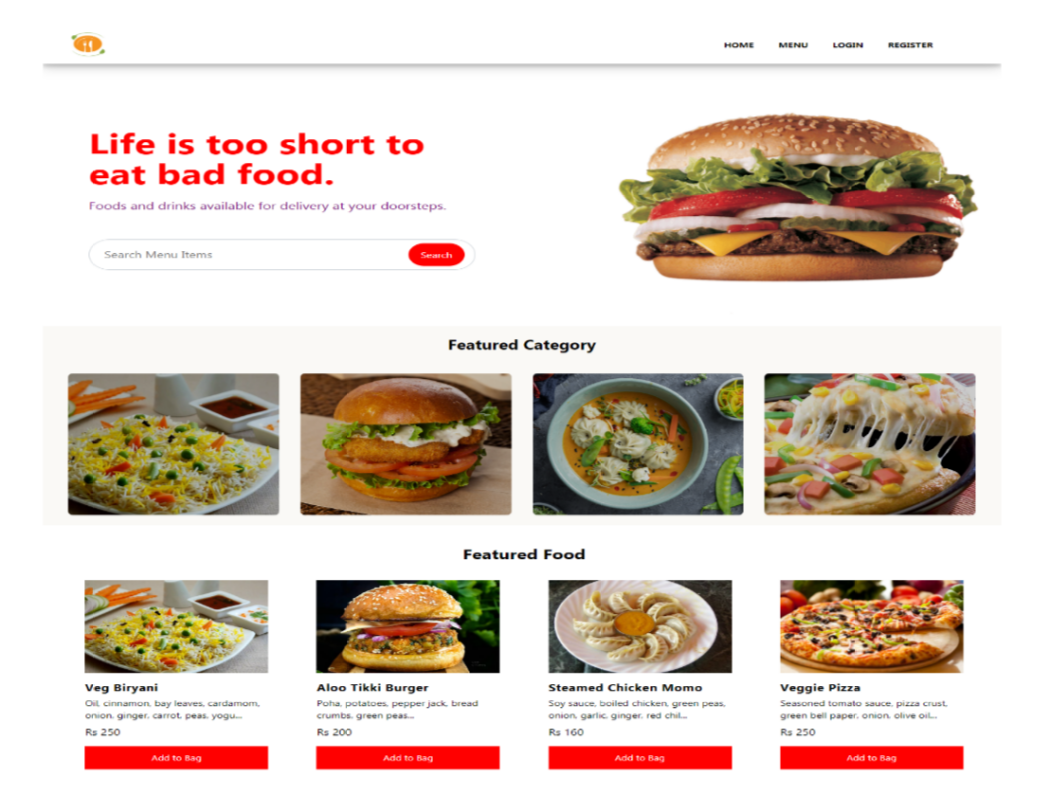 HOME MENU LOGIN REGISTER
Life is too short to
eat bad food.
Foods and drinks available for delivery at your doorsteps.
Search Menu Items Search
Featured Category
Featured Food
Veg Biryani
Oil, cinnamon, bay leaves, cardamom,
onion, ginger, carrot, peas, yogu...
Rs 250
Add to Bag
Aloo Tikki Burger
Poha, potatoes, pepper jack, bread
crumbs, green peas...
Rs 200
Add to Bag
Steamed Chicken Momo
Soy sauce, boiled chicken, green peas,
onion, garlic, ginger, red chil...
Rs 160
Add to Bag
Veggie Pizza
Seasoned tomato sauce, pizza crust,
green bell paper, onion, olive oil...
Rs 250
Add to Bag